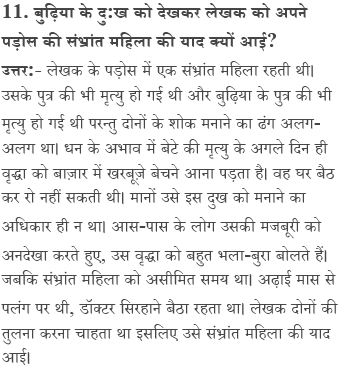 11. बुढ़िया के दु:ख को देखकर लेखक को अपने
पड़ोस की संभ्रांत महिला की याद क्यों आई?
उत्तर:- लेखक के पड़ोस में एक संभ्रांत महिला रहती थी।
उसके पुत्र की भी मृत्यु हो गई थी और बुढ़िया के पुत्र की भी
मृत्यु हो गई थी परन्तु दोनों के शोक मनाने का ढंग अलग-
अलग था। धन के अभाव में बेटे की मृत्यु के अगले दिन ही
वृद्धा को बाज़ार में खरबूज़े बेचने आना पड़ता है। वह घर बैठ
कर रो नहीं सकती थी। मानों उसे इस दुख को मनाने का
अधिकार ही न था। आस-पास के लोग उसकी मजबूरी को
अनदेखा करते हुए, उस वृद्धा को बहुत भला-बुरा बोलते हैं।
जबकि संभ्रांत महिला को असीमित समय था। अढ़ाई मास से
पलंग पर थी, डॉक्टर सिरहाने बैठा रहता था। लेखक दोनों की
तुलना करना चाहता था इसलिए उसे संभ्रांत महिला की याद
आई।